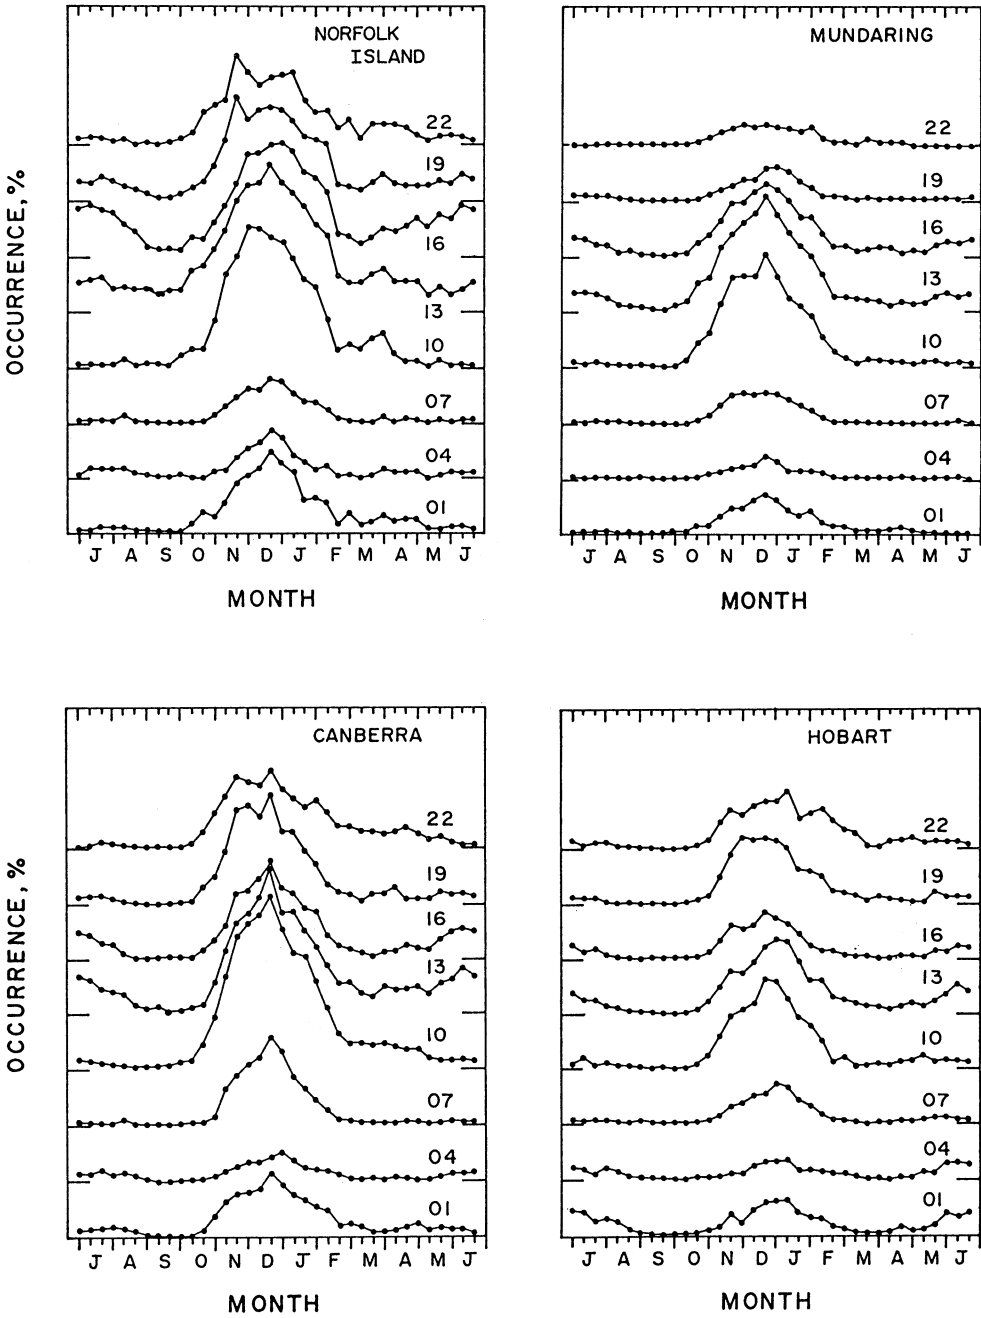 NORFOLK
ISLAND
OCCURRENCE, %
22
19
16
13
10
07
04
01
J A S O N D J F M A M J
MONTH
MUNDARING
22
19
16
13
10
07
04
01
J A S O N D J F M A M J
MONTH
CANBERRA
OCCURRENCE, %
22
19
16
13
10
07
04
01
J A S O N D J F M A M J
MONTH
HOBART
22
19
16
13
10
07
04
01
J A S O N D J F M A M J
MONTH